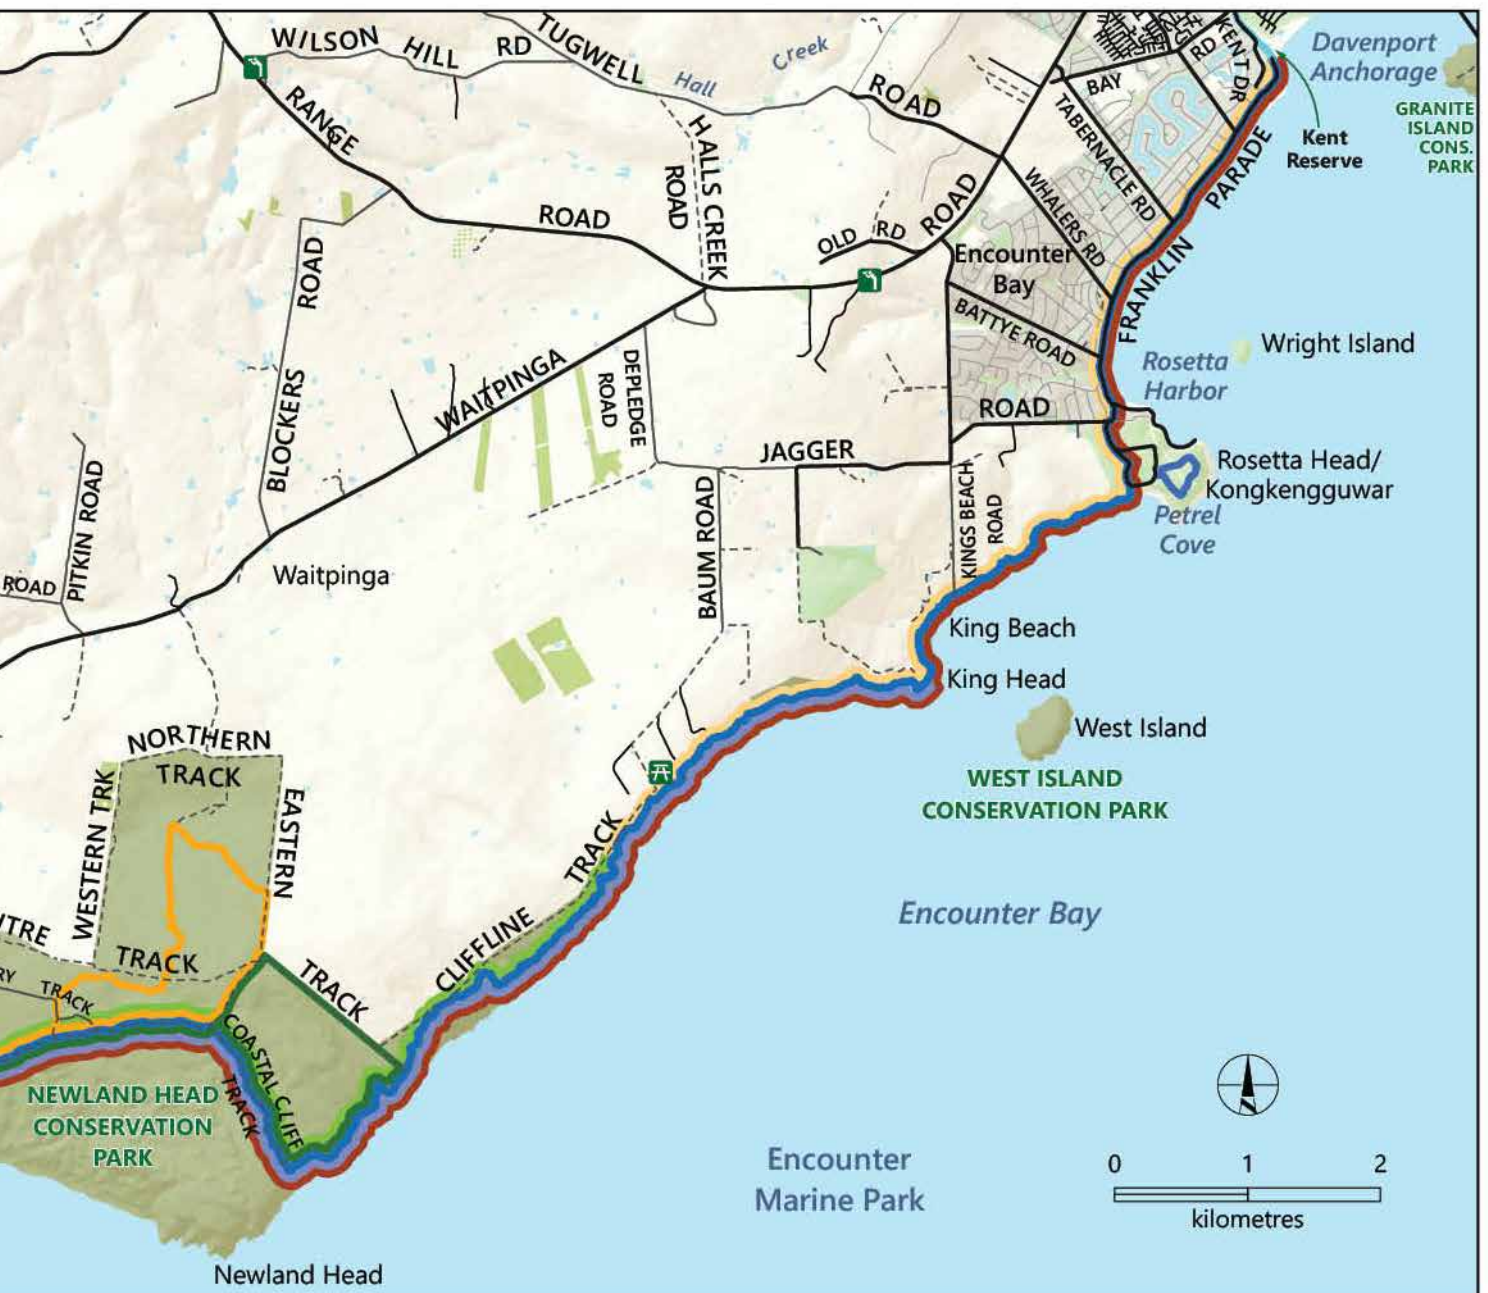 WILSON HILL RD
TUGWELL
ROAD
Hall Creek
Davenport
Anchorage
GRANITE
ISLAND
CONS.
PARK
KENT DR
RD
BAY
Kent
Reserve
RANGE
ROAD
HALLS CREEK
ROAD
TABERNACLE RD
WHALERS RD
FRANKLIN
PARADE
OLD RD
ROAD
Encounter
Bay
BATTYE ROAD
Wright Island
Rosetta
Harbor
BLOCKERS
ROAD
WAITPINGA
DEPLEDGE
ROAD
JAGGER
ROAD
Rosetta Head/
Kongkengguwar
Petrel
Cove
PITKIN ROAD
ROAD
Waitpinga
BAUM ROAD
KINGS BEACH
ROAD
King Beach
King Head
West Island
WEST ISLAND
CONSERVATION PARK
NORTHERN
TRACK
WESTERN TRK
EASTERN
TRACK
TRACK
TRACK
CLIFFLINE
TRACK
Encounter Bay
COASTAL CLIFF
TRACK
NEWLAND HEAD
CONSERVATION
PARK
Encounter
Marine Park
N
0 1 2
kilometres
Newland Head